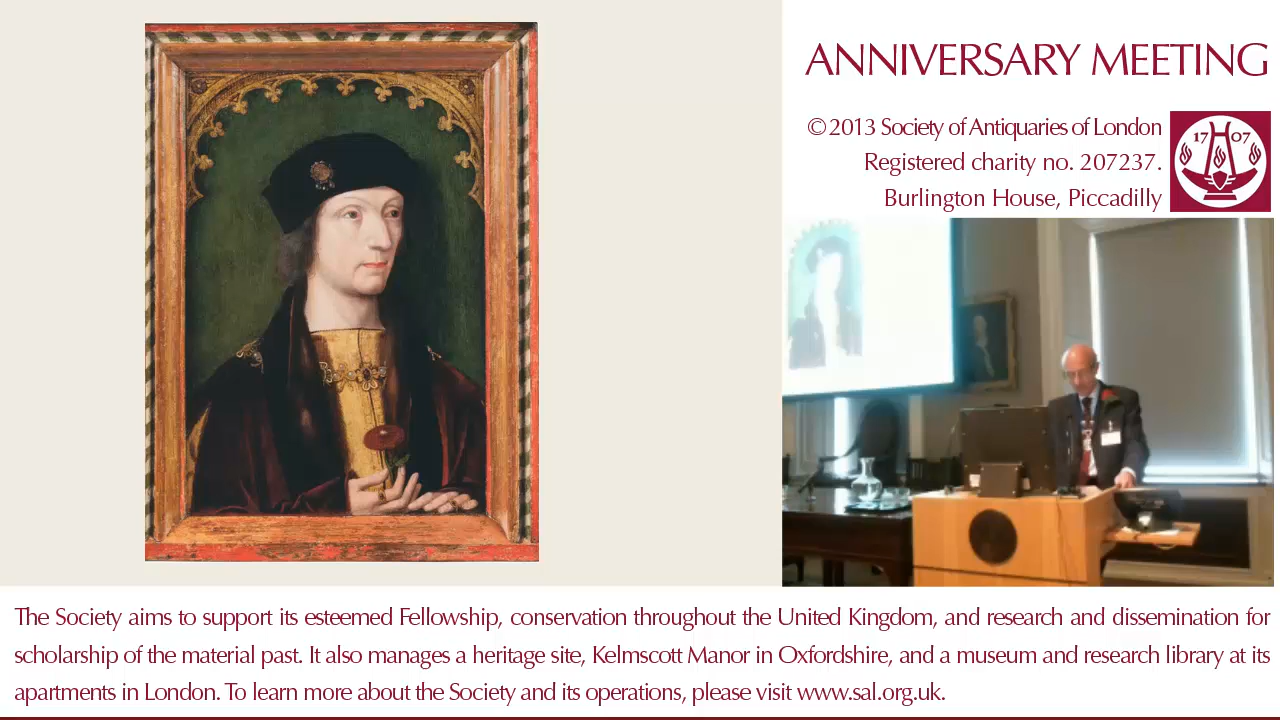 ANNIVERSARY MEETING
© 2013 Society of Antiquaries of London
Registered charity no. 207237.
Burlington House, Piccadilly
17 07
The Society aims to support its esteemed Fellowship, conservation throughout the United Kingdom, and research and dissemination for
scholarship of the material past. It also manages a heritage site, Kelmscott Manor in Oxfordshire, and a museum and research library at its
apartments in London. To learn more about the Society and its operations, please visit www.sal.org.uk.